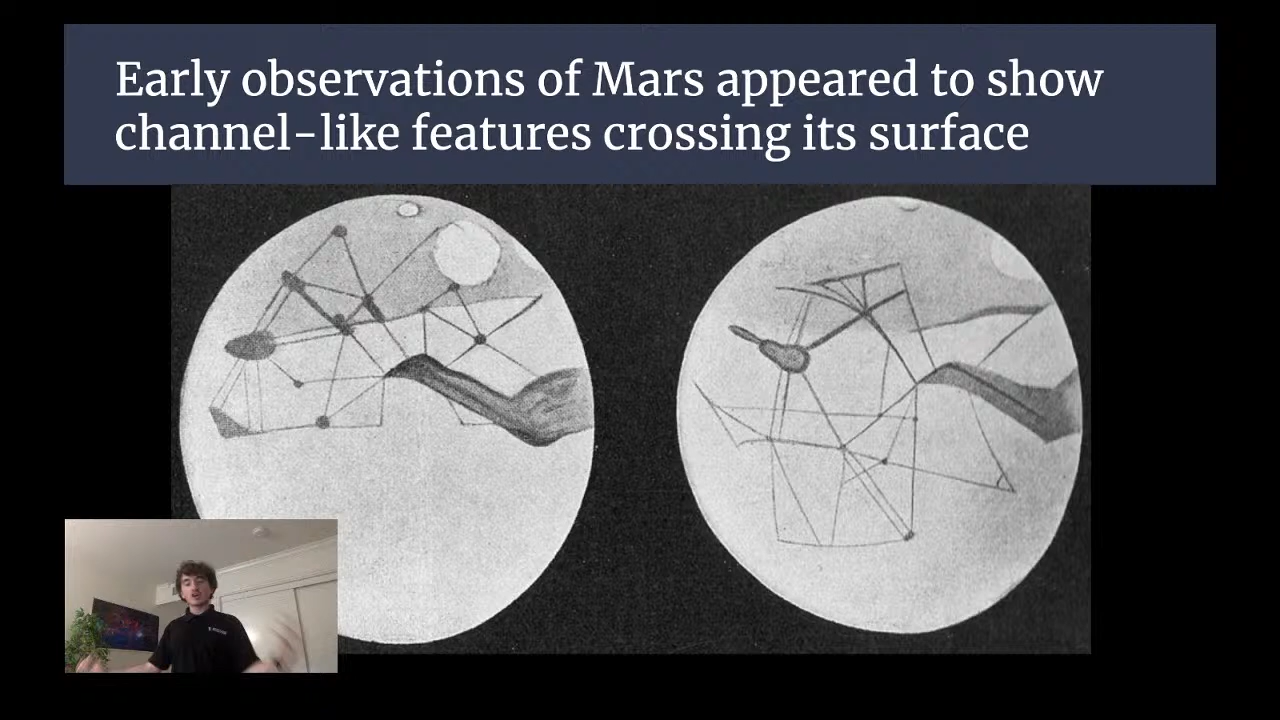 Early observations of Mars appeared to show
channel-like features crossing its surface